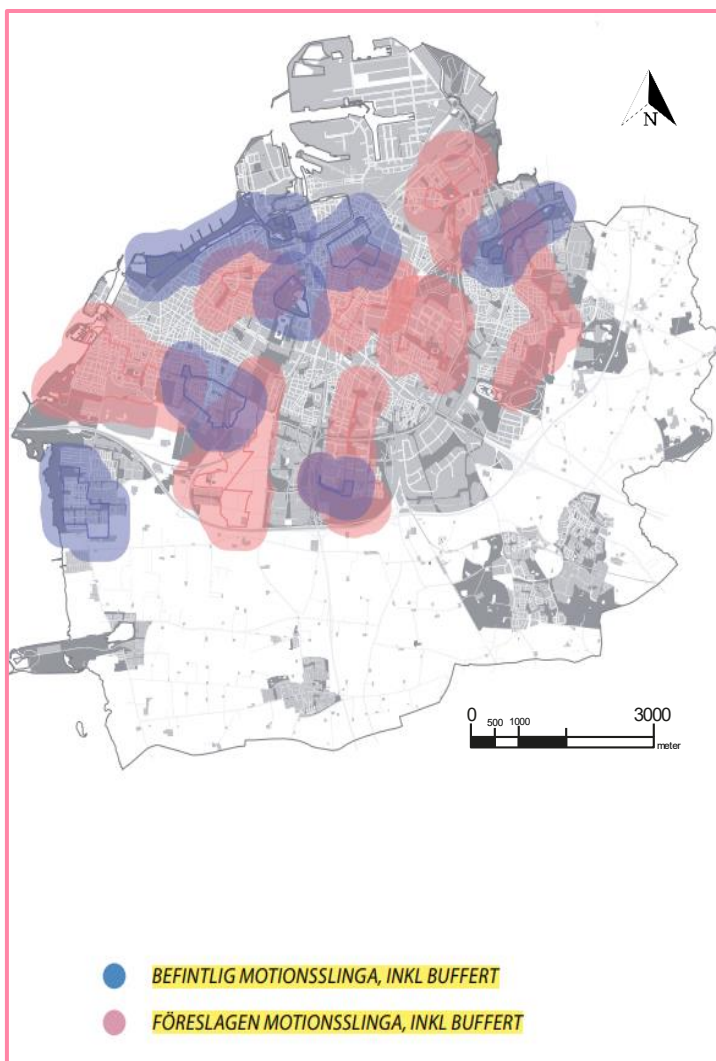 N
0 500 1000 3000
meter
BEFINTLIG MOTIONSSLINGA, INKL BUFFERT
FÖRESLAGEN MOTIONSSLINGA, INKL BUFFERT